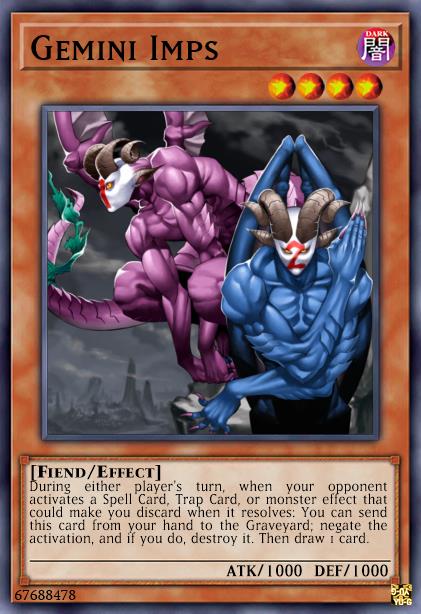 Gemini Imps
DARK
闇
[Fiend/Effect]
During either player's turn, when your opponent
activates a Spell Card, Trap Card, or monster effect that
could make you discard when it resolves: You can send
this card from your hand to the Graveyard; negate the
activation, and if you do, destroy it. Then draw 1 card.
ATK/1000 DEF/1000
67688478